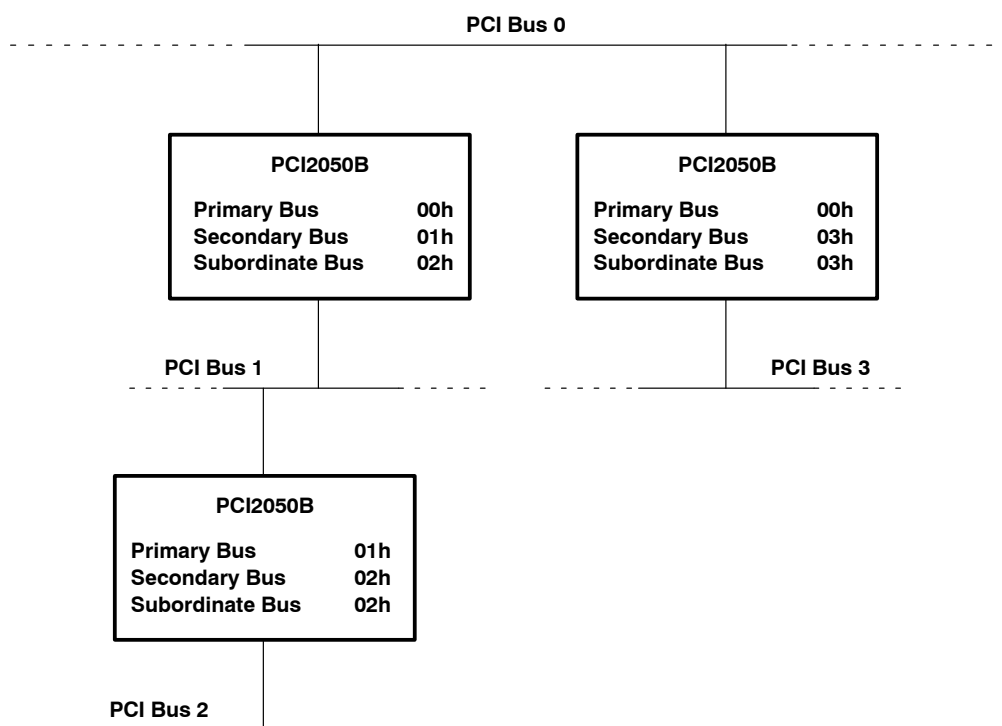 PCI Bus 0
PCI2050B
Primary Bus 00h
Secondary Bus 01h
Subordinate Bus 02h
PCI2050B
Primary Bus 00h
Secondary Bus 03h
Subordinate Bus 03h
PCI Bus 1
PCI Bus 3
PCI2050B
Primary Bus 01h
Secondary Bus 02h
Subordinate Bus 02h
PCI Bus 2